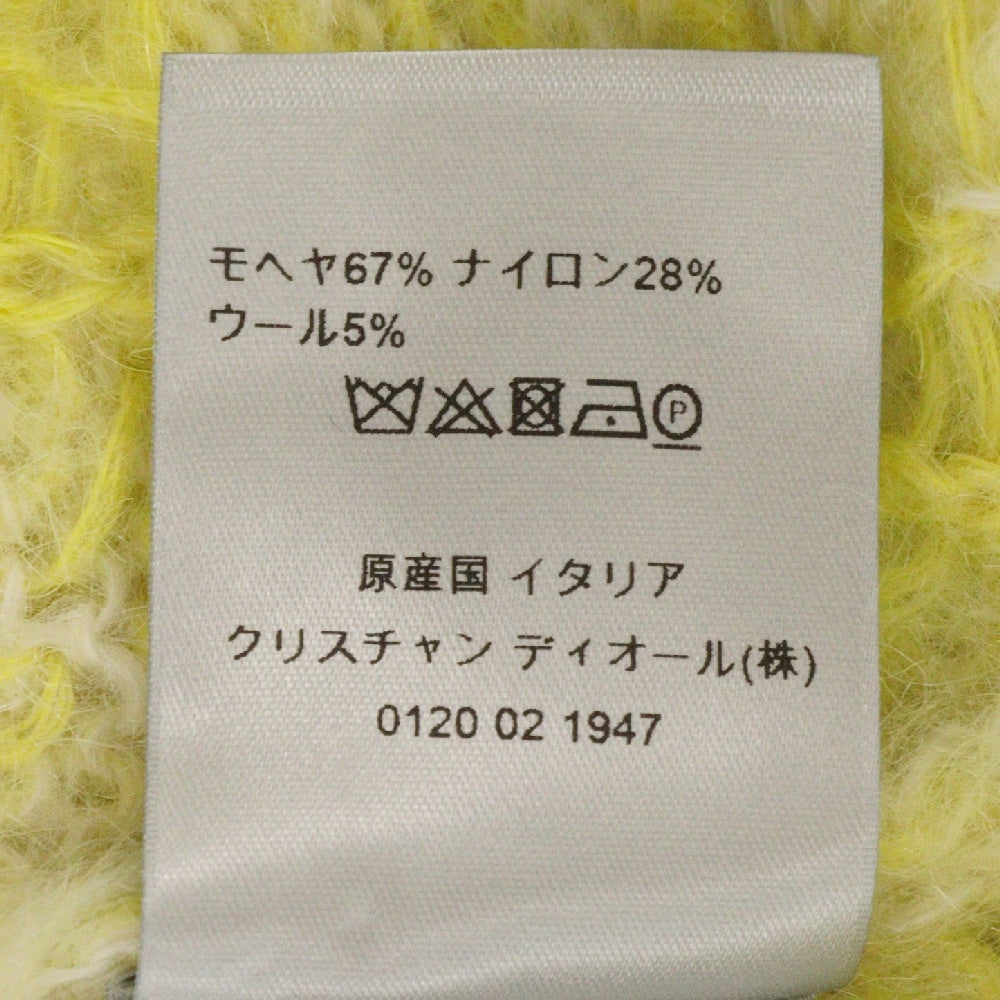 モヘヤ67% ナイロン28%
ウール5%
P
原産国 イタリア
クリスチャン ディオール(株)
0120 02 1947